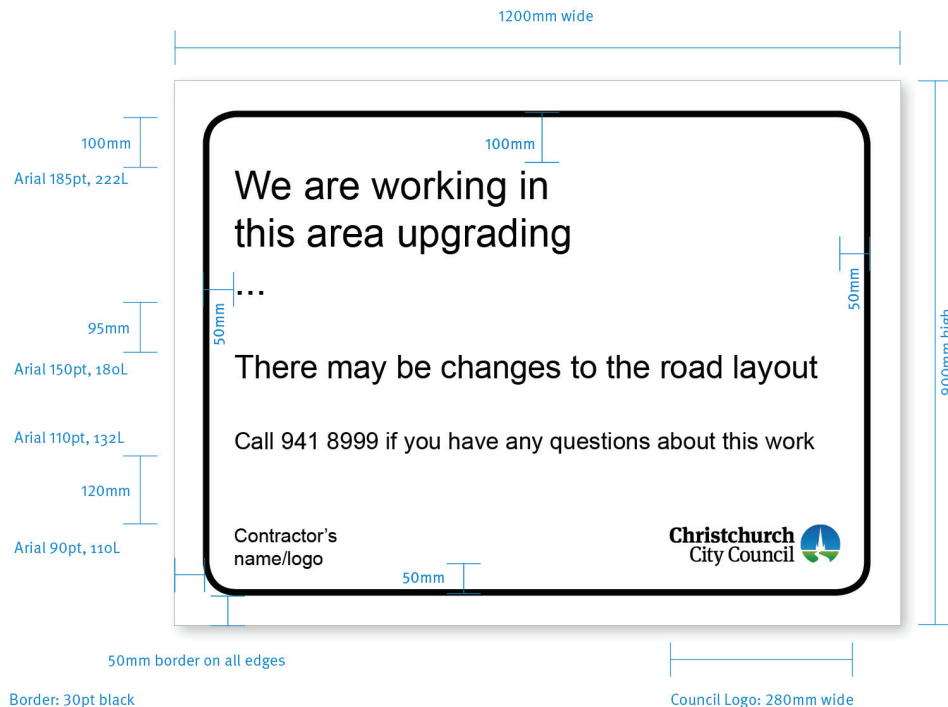 1200mm wide
100mm
100mm
Arial 185pt, 222L
We are working in
this area upgrading
...
50mm
50mm
95mm
900mm high
Arial 150pt, 180L
There may be changes to the road layout
Arial 110pt, 132L
Call 941 8999 if you have any questions about this work
120mm
Contractor's
name/logo
Christchurch
City Council
Arial 90pt, 110L
50mm
50mm border on all edges
Border: 30pt black
Council Logo: 280mm wide